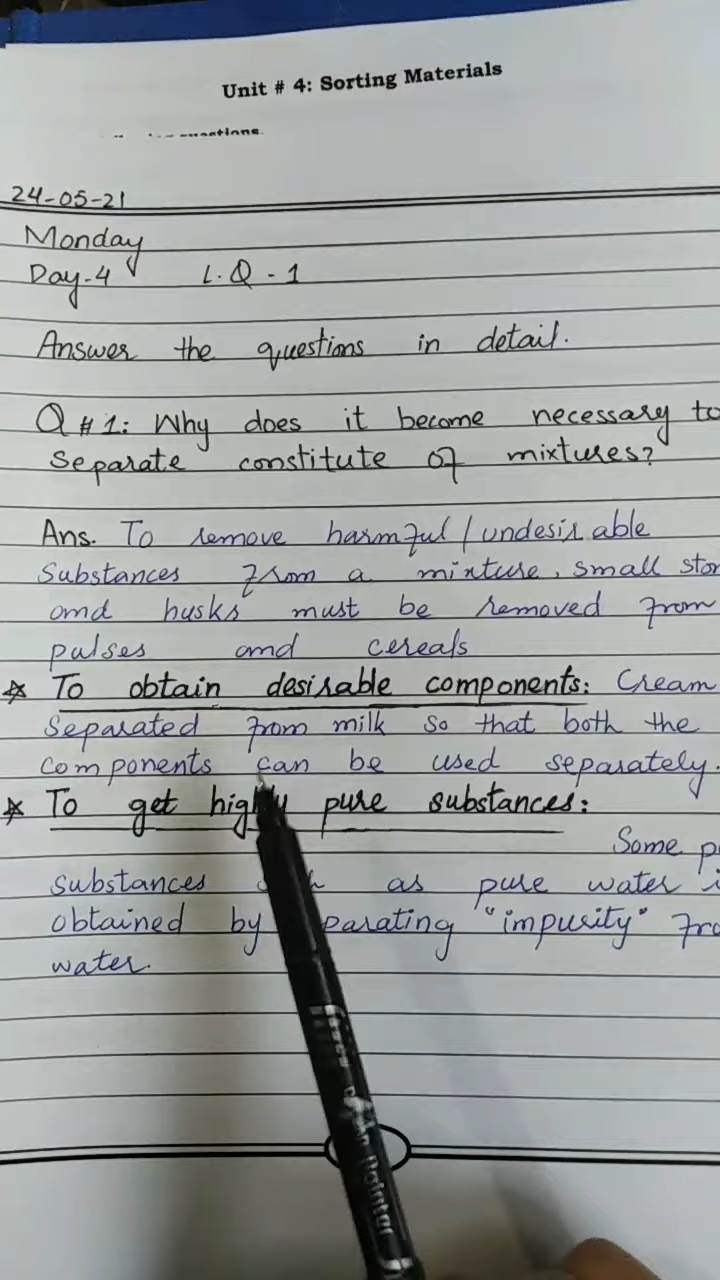 Unit # 4: Sorting Materials
24-05-21
Monday
Day-4 L.Q-1
Answer the questions in detail.
Q#1: Why does it become necessary to
separate constitute of mixtures?
Ans. To remove harmful/undesirable
substances from a mixture, small
and husks must be removed from
pulses and cereals
☆ To obtain desirable components: Cream
separated from milk so that both the
components can be used separately.
☆ To get highly pure substances:
Some
substances as pure water
obtained by "impurity"
water.